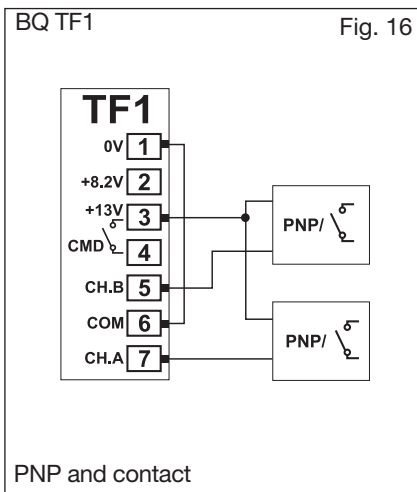 BQ TF1 Fig. 16
TF1
0V 1
+8.2V 2
+13V 3
CMD 4
CH.B 5
COM 6
CH.A 7
PNP/
PNP/
PNP and contact